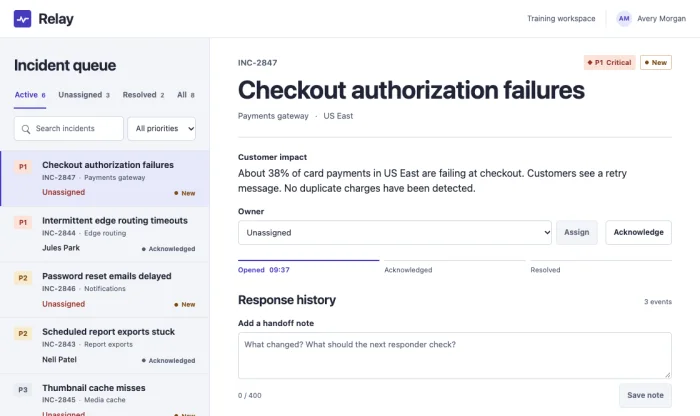 Relay
Training workspace
AM
Avery Morgan
Incident queue
Active 6
Unassigned 3
Resolved 2
All 8
Search incidents
All priorities
P1
Checkout authorization failures
INC-2847 · Payments gateway
Unassigned
New
P1
Intermittent edge routing timeouts
INC-2844 · Edge routing
Jules Park
Acknowledged
P2
Password reset emails delayed
INC-2846 · Notifications
Unassigned
New
P2
Scheduled report exports stuck
INC-2843 · Report exports
Nell Patel
Acknowledged
P3
Thumbnail cache misses
INC-2845 · Media cache
Unassigned
New
INC-2847
P1 Critical
New
Checkout authorization failures
Payments gateway · US East
Customer impact
About 38% of card payments in US East are failing at checkout. Customers see a retry
message. No duplicate charges have been detected.
Owner
Unassigned
Assign
Acknowledge
Opened 09:37
Acknowledged
Resolved
Response history
3 events
Add a handoff note
What changed? What should the next responder check?
0 / 400
Save note